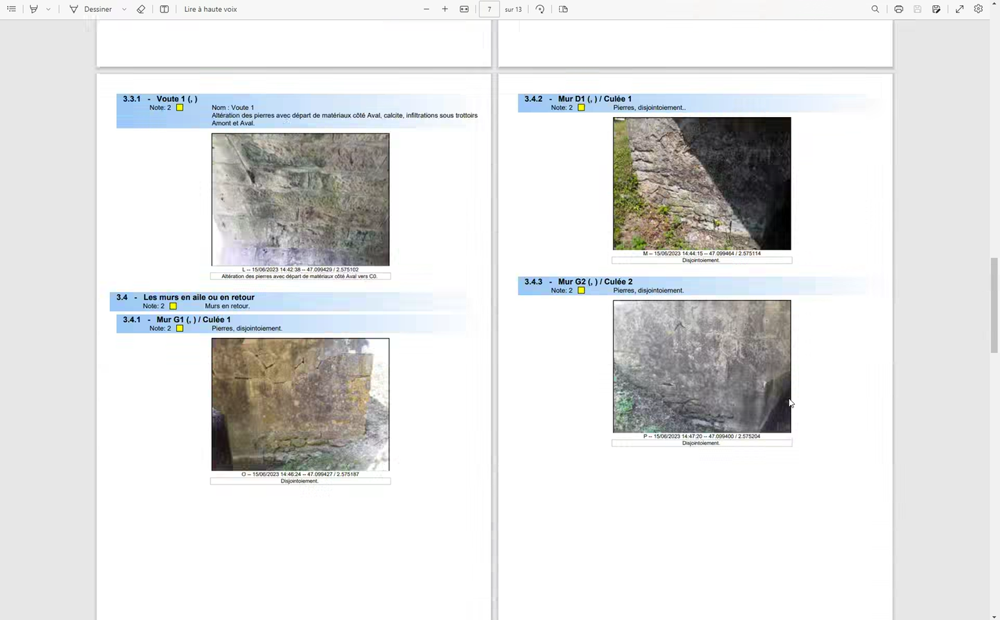 Dessiner
Lire à haute voix
7
sur 13
3.3.1 - Voute 1 (, )
Note: 2
Nom : Voute 1
Altération des pierres avec départ de matériaux côté Aval, calcite, infiltrations sous trottoirs
Amont et Aval.
L -- 15/06/2023 14:42:38 -- 47.099429 / 2.575102
Altération des pierres avec départ de matériaux côté Aval vers C0.
3.4 - Les murs en aile ou en retour
Note: 2
Murs en retour.
3.4.1 - Mur G1 (, ) / Culée 1
Note: 2
Pierres, disjointoiement.
O -- 15/06/2023 14:46:24 -- 47.099427 / 2.575187
Disjointoiement.
3.4.2 - Mur D1 (, ) / Culée 1
Note: 2
Pierres, disjointoiement..
M -- 15/06/2023 14:44:15 -- 47.099464 / 2.575114
Disjointoiement.
3.4.3 - Mur G2 (, ) / Culée 2
Note: 2
Pierres, disjointoiement.
P -- 15/06/2023 14:47:20 -- 47.099400 / 2.575204
Disjointoiement.